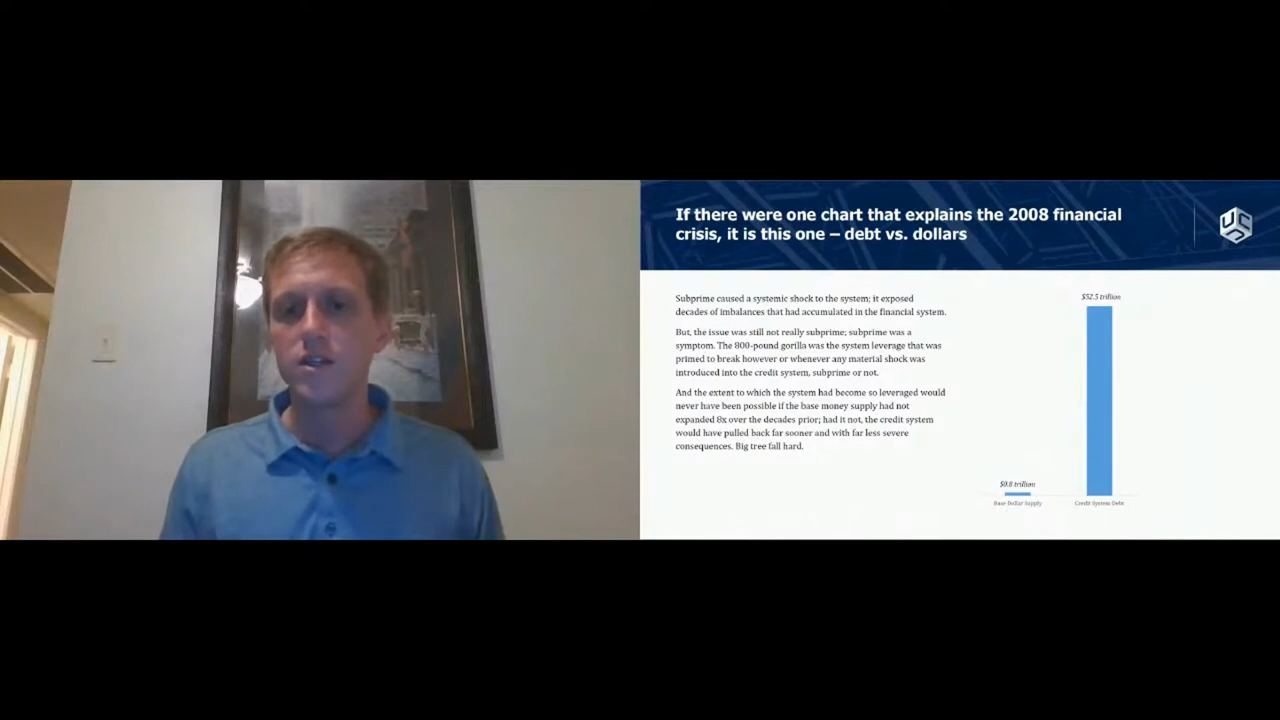 If there were one chart that explains the 2008 financial
crisis, it is this one – debt vs. dollars
Subprime caused a systemic shock to the system; it exposed
decades of imbalances that had accumulated in the financial system.
But, the issue was still not really subprime; subprime was a
symptom. The 800-pound gorilla was the system leverage that was
primed to break however or whenever any material shock was
introduced into the credit system, subprime or not.
And the extent to which the system had become so leveraged would
never have been possible if the base money supply had not
expanded 8x over the decades prior; had it not, the credit system
would have pulled back far sooner and with far less severe
consequences. Big tree fall hard.
$52.5 trillion
$0.8 trillion
Base Dollar Supply
Credit System Debt